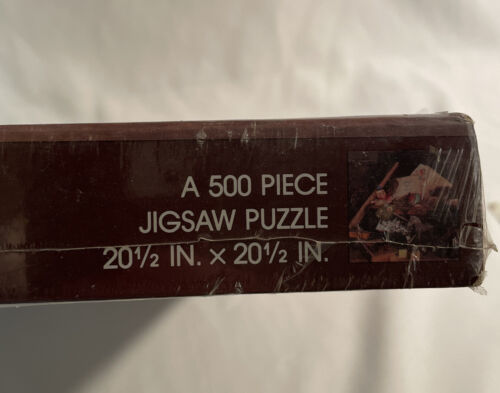 A 500 PIECE
JIGSAW PUZZLE
20½ IN. × 20½ IN.